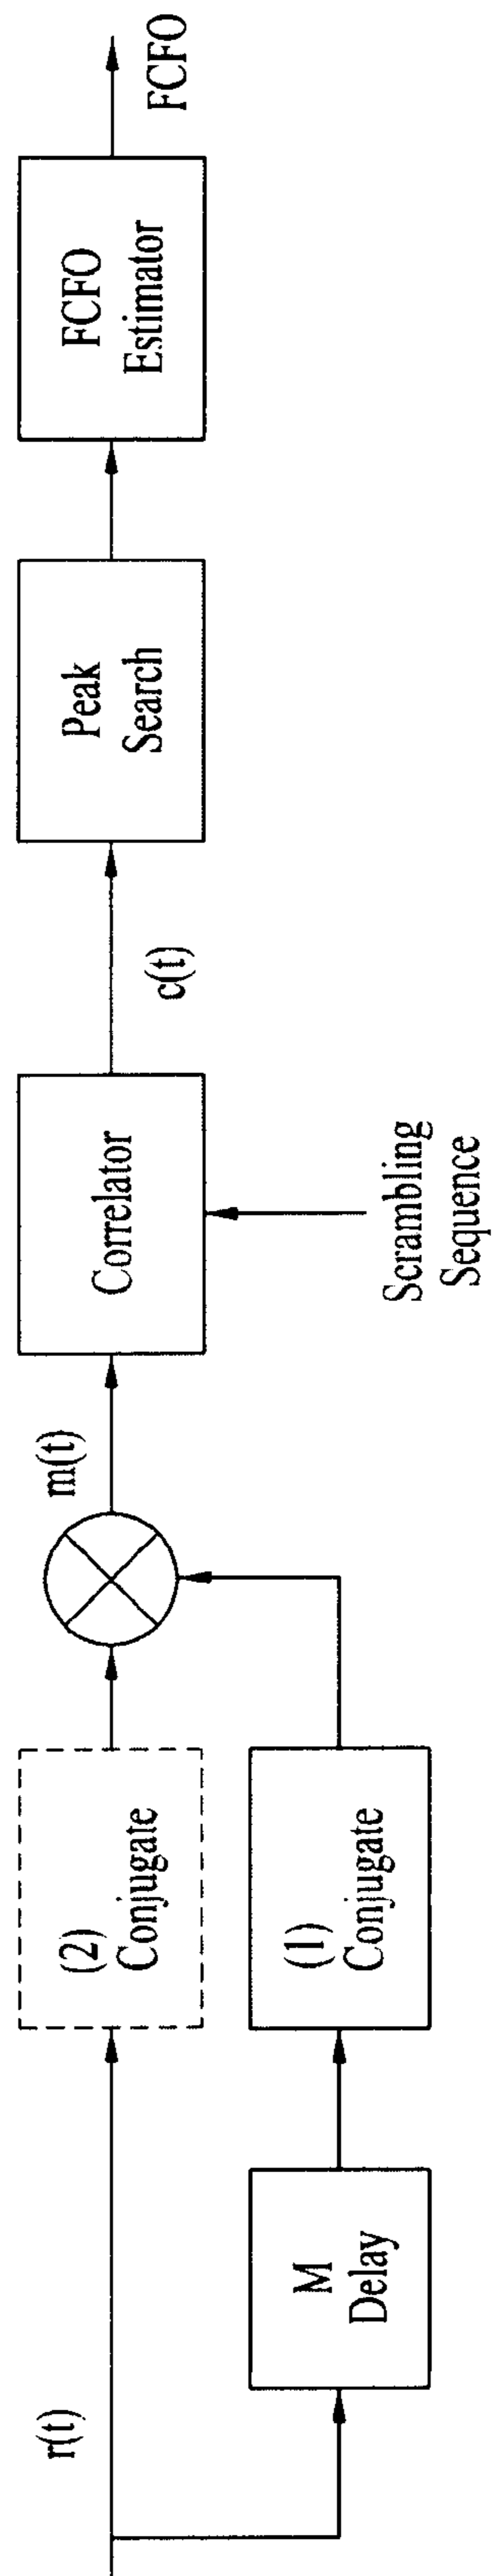 r(t)
M
Delay
(2)
Conjugate
(1)
Conjugate
m(t)
Correlator
Scrambling
Sequence
c(t)
Peak
Search
FCFO
Estimator
FCFO